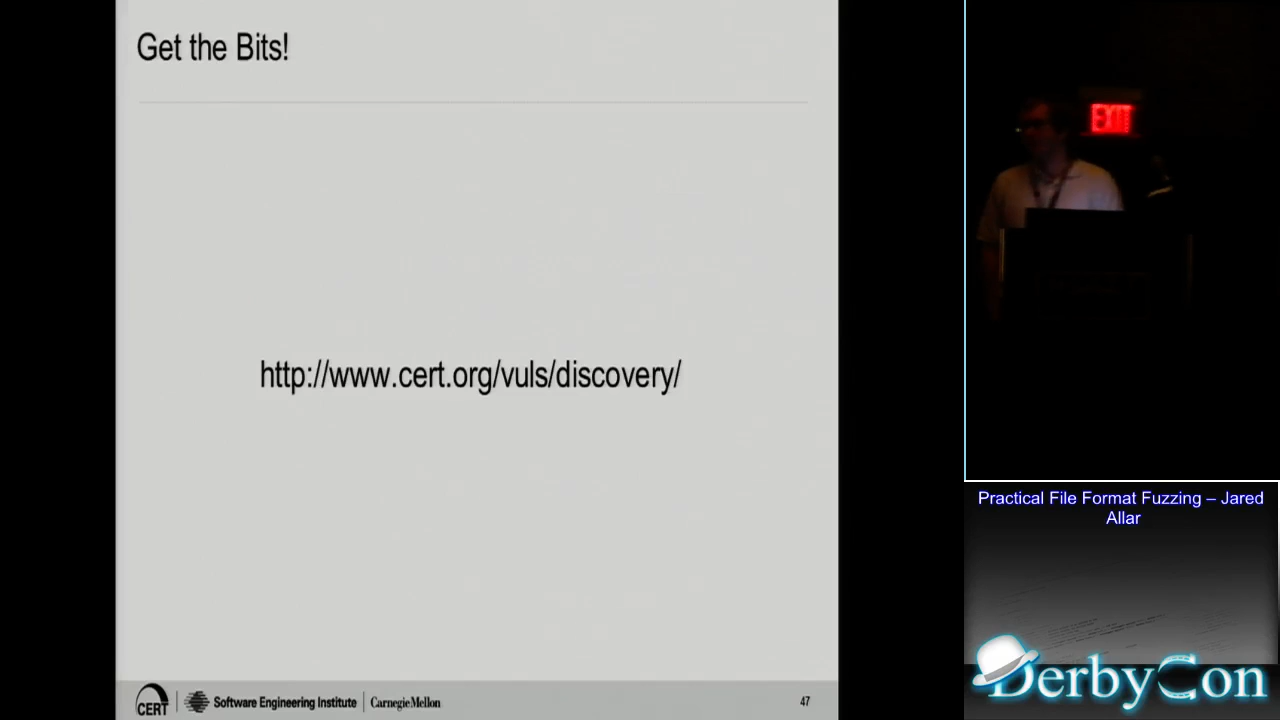 Get the Bits!
http://www.cert.org/vuls/discovery/
CERT
Software Engineering Institute
Carnegie Mellon
47
EXIT
Practical File Format Fuzzing – Jared
Allar
DerbyCon